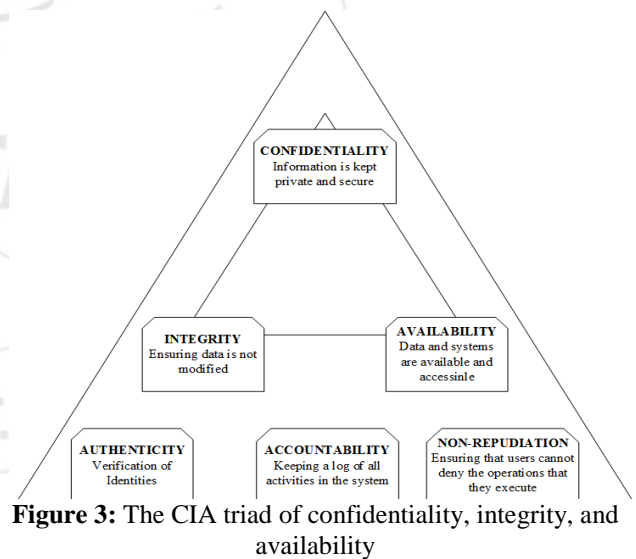 CONFIDENTIALITY
Information is kept
private and secure
INTEGRITY
Ensuring data is not
modified
AVAILABILITY
Data and systems
are available and
accessinle
AUTHENTICITY
Verification of
Identities
ACCOUNTABILITY
Keeping a log of all
activities in the system
NON-REPUDIATION
Ensuring that users cannot
deny the operations that
they execute
Figure 3: The CIA triad of confidentiality, integrity, and
availability